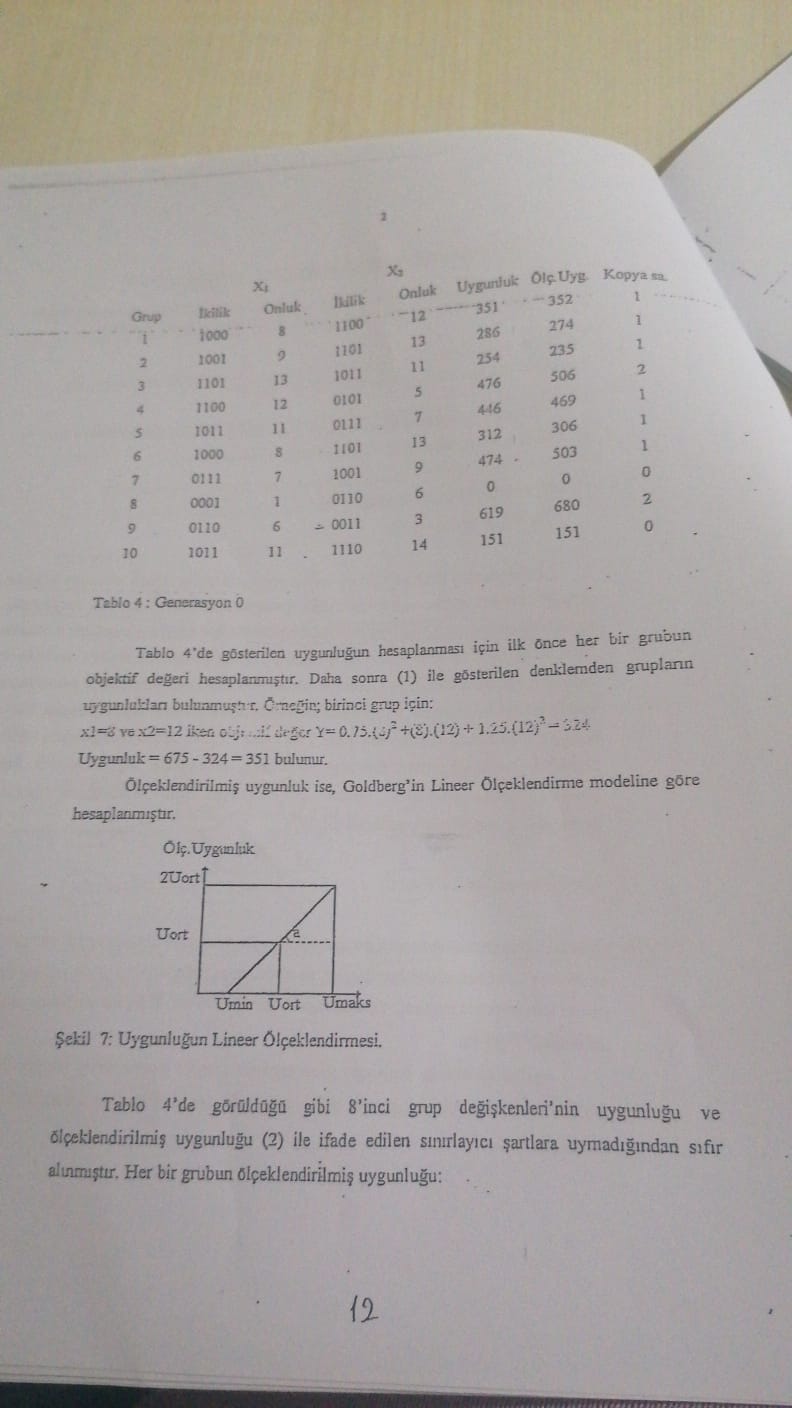 2
X₁ X₂
Grup İkilik Onluk İkilik Onluk Uygunluk Ölç.Uyg. Kopya sa.
1 1000 8 1100 12 351 352 1
2 1001 9 1101 13 286 274 1
3 1101 13 1011 11 254 235 1
4 1100 12 0101 5 476 506 2
5 1011 11 0111 7 446 469 1
6 1000 8 1101 13 312 306 1
7 0111 7 1001 9 474 503 1
8 0001 1 0110 6 0 0 0
9 0110 6 0011 3 619 680 2
10 1011 11 1110 14 151 151 0
Tablo 4 : Generasyon 0
Tablo 4'de gösterilen uygunluğun hesaplanması için ilk önce her bir grubun
objektif değeri hesaplanmıştır. Daha sonra (1) ile gösterilen denklemden grupların
uygunlukları bulunmuştur. Örneğin; birinci grup için:
x1=8 ve x2=12 iken değer Y= 0.75.(8)² +(8).(12) + 1.25.(12)² = 324
Uygunluk = 675 - 324 = 351 bulunur.
Ölçeklendirilmiş uygunluk ise, Goldberg'in Lineer Ölçeklendirme modeline göre
hesaplanmıştır.
Ölç.Uygunluk
2Uort
Uort
a
Umin Uort Umaks
Şekil 7: Uygunluğun Lineer Ölçeklendirmesi.
Tablo 4'de görüldüğü gibi 8'inci grup değişkenleri'nin uygunluğu ve
ölçeklendirilmiş uygunluğu (2) ile ifade edilen sınırlayıcı şartlara uymadığından sıfır
alınmıştır. Her bir grubun ölçeklendirilmiş uygunluğu:
12